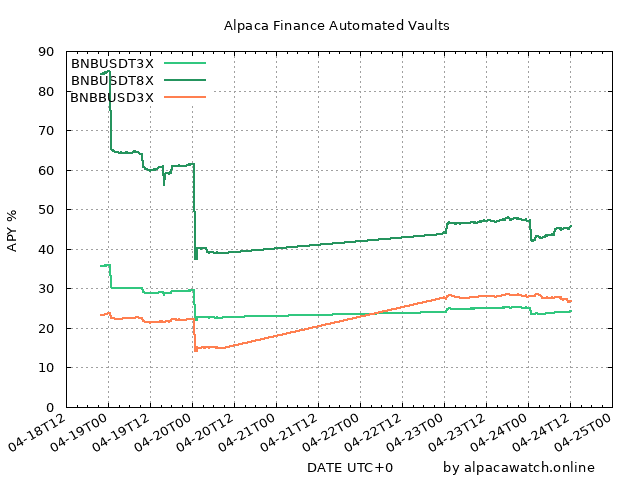 Alpaca Finance Automated Vaults
BNBUSDT3X
BNBUSDT8X
BNBBUSD3X
APY %
90
80
70
60
50
40
30
20
10
0
04-18T12
04-19T00
04-19T12
04-20T00
04-20T12
04-21T00
04-21T12
04-22T00
04-22T12
04-23T00
04-23T12
04-24T00
04-24T12
04-25T00
DATE UTC+0
by alpacawatch.online